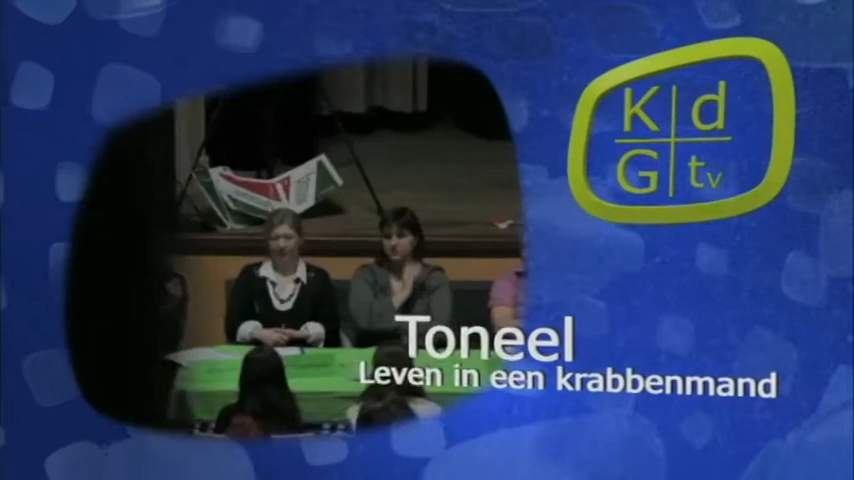 K d
G tv
Toneel
Leven in een krabbenmand